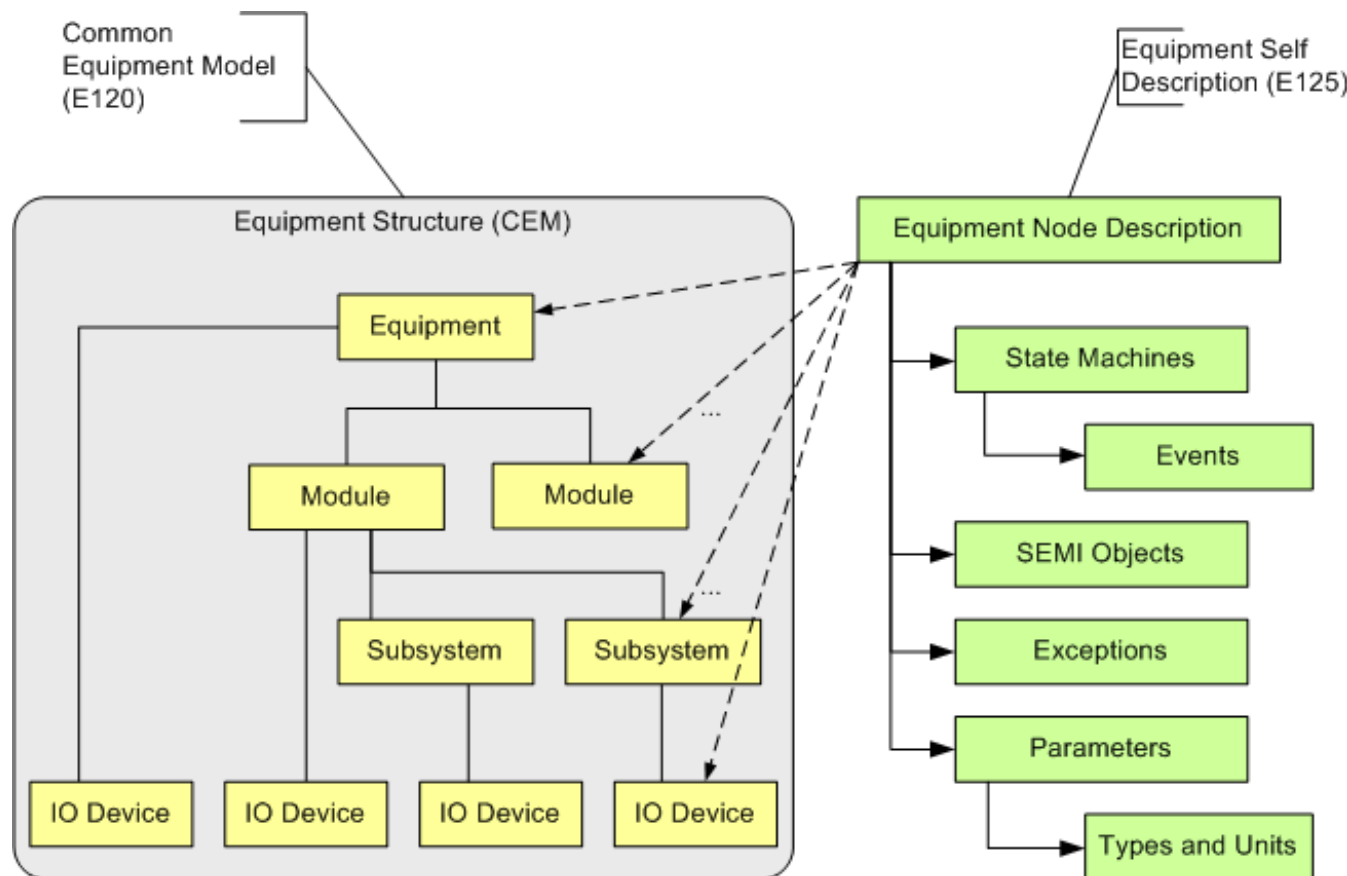 Common
Equipment Model
(E120)
Equipment Self
Description (E125)
Equipment Structure (CEM)
Equipment
Module
Module
Subsystem
Subsystem
IO Device
IO Device
IO Device
IO Device
...
...
Equipment Node Description
State Machines
Events
SEMI Objects
Exceptions
Parameters
Types and Units